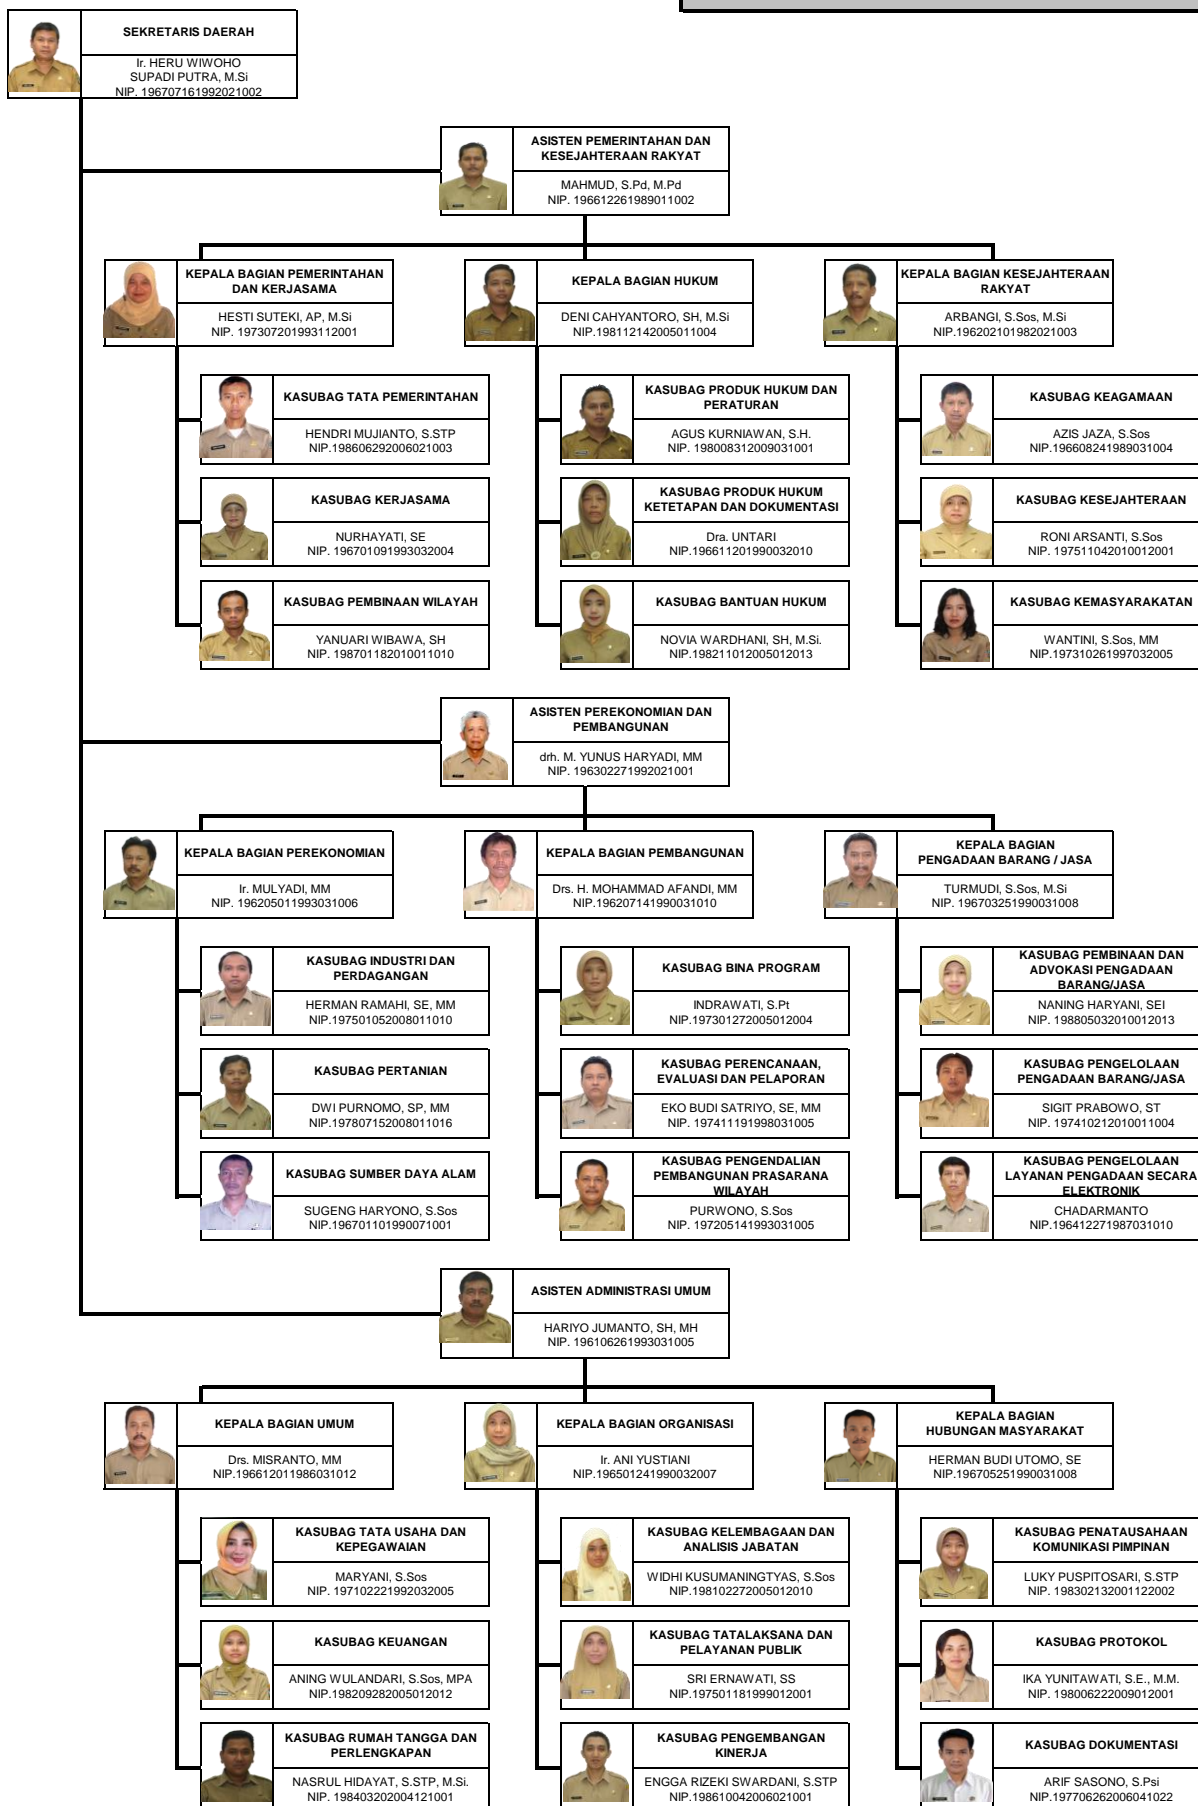 SEKRETARIS DAERAH
Ir. HERU WIWOHO
SUPADI PUTRA, M.Si
NIP. 196707161992021002
ASISTEN PEMERINTAHAN DAN
KESEJAHTERAAN RAKYAT
MAHMUD, S.Pd, M.Pd
NIP. 196612261989011002
KEPALA BAGIAN PEMERINTAHAN
DAN KERJASAMA
HESTI SUTEKI, AP, M.Si
NIP. 197307201993112001
KEPALA BAGIAN HUKUM
DENI CAHYANTORO, SH, M.Si
NIP.198112142005011004
KEPALA BAGIAN KESEJAHTERAAN
RAKYAT
ARBANGI, S.Sos, M.Si
NIP.196202101982021003
KASUBAG TATA PEMERINTAHAN
HENDRI MUJIANTO, S.STP
NIP.198606292006021003
KASUBAG PRODUK HUKUM DAN
PERATURAN
AGUS KURNIAWAN, S.H.
NIP. 198008312009031001
KASUBAG KEAGAMAAN
AZIS JAZA, S.Sos
NIP.196608241989031004
KASUBAG KERJASAMA
NURHAYATI, SE
NIP. 196701091993032004
KASUBAG PRODUK HUKUM
KETETAPAN DAN DOKUMENTASI
Dra. UNTARI
NIP.196611201990032010
KASUBAG KESEJAHTERAAN
RONI ARSANTI, S.Sos
NIP. 197511042010012001
KASUBAG PEMBINAAN WILAYAH
YANUARI WIBAWA, SH
NIP. 198701182010011010
KASUBAG BANTUAN HUKUM
NOVIA WARDHANI, SH, M.Si.
NIP.198211012005012013
KASUBAG KEMASYARAKATAN
WANTINI, S.Sos, MM
NIP.197310261997032005
ASISTEN PEREKONOMIAN DAN
PEMBANGUNAN
drh. M. YUNUS HARYADI, MM
NIP. 196302271992021001
KEPALA BAGIAN PEREKONOMIAN
Ir. MULYADI, MM
NIP. 196205011993031006
KEPALA BAGIAN PEMBANGUNAN
Drs. H. MOHAMMAD AFANDI, MM
NIP.196207141990031010
KEPALA BAGIAN
PENGADAAN BARANG / JASA
TURMUDI, S.Sos, M.Si
NIP. 196703251990031008
KASUBAG INDUSTRI DAN
PERDAGANGAN
HERMAN RAMAHI, SE, MM
NIP.197501052008011010
KASUBAG BINA PROGRAM
INDRAWATI, S.Pt
NIP.197301272005012004
KASUBAG PEMBINAAN DAN
ADVOKASI PENGADAAN
BARANG/JASA
NANING HARYANI, SEI
NIP. 198805032010012013
KASUBAG PERTANIAN
DWI PURNOMO, SP, MM
NIP.197807152008011016
KASUBAG PERENCANAAN,
EVALUASI DAN PELAPORAN
EKO BUDI SATRIYO, SE, MM
NIP. 197411191998031005
KASUBAG PENGELOLAAN
PENGADAAN BARANG/JASA
SIGIT PRABOWO, ST
NIP. 197410212010011004
KASUBAG SUMBER DAYA ALAM
SUGENG HARYONO, S.Sos
NIP.196701101990071001
KASUBAG PENGENDALIAN
PEMBANGUNAN PRASARANA
WILAYAH
PURWONO, S.Sos
NIP. 197205141993031005
KASUBAG PENGELOLAAN
LAYANAN PENGADAAN SECARA
ELEKTRONIK
CHADARMANTO
NIP.196412271987031010
ASISTEN ADMINISTRASI UMUM
HARIYO JUMANTO, SH, MH
NIP. 196106261993031005
KEPALA BAGIAN UMUM
Drs. MISRANTO, MM
NIP.196612011986031012
KEPALA BAGIAN ORGANISASI
Ir. ANI YUSTIANI
NIP.196501241990032007
KEPALA BAGIAN
HUBUNGAN MASYARAKAT
HERMAN BUDI UTOMO, SE
NIP.196705251990031008
KASUBAG TATA USAHA DAN
KEPEGAWAIAN
MARYANI, S.Sos
NIP. 197102221992032005
KASUBAG KELEMBAGAAN DAN
ANALISIS JABATAN
WIDHI KUSUMANINGTYAS, S.Sos
NIP.198102272005012010
KASUBAG PENATAUSAHAAN
KOMUNIKASI PIMPINAN
LUKY PUSPITOSARI, S.STP
NIP. 198302132001122002
KASUBAG KEUANGAN
ANING WULANDARI, S.Sos, MPA
NIP.198209282005012012
KASUBAG TATALAKSANA DAN
PELAYANAN PUBLIK
SRI ERNAWATI, SS
NIP.197501181999012001
KASUBAG PROTOKOL
IKA YUNITAWATI, S.E., M.M.
NIP. 198006222009012001
KASUBAG RUMAH TANGGA DAN
PERLENGKAPAN
NASRUL HIDAYAT, S.STP, M.Si.
NIP. 198403202004121001
KASUBAG PENGEMBANGAN
KINERJA
ENGGA RIZEKI SWARDANI, S.STP
NIP.198610042006021001
KASUBAG DOKUMENTASI
ARIF SASONO, S.Psi
NIP.197706262006041022